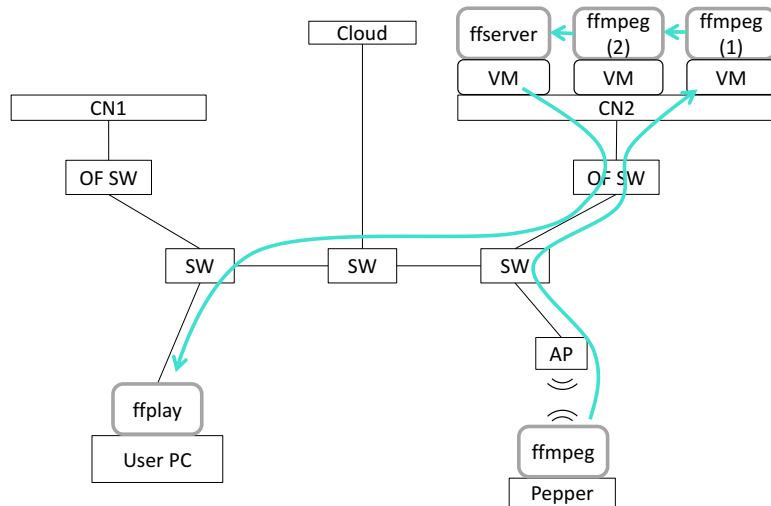 Cloud
ffserver
ffmpeg
(2)
ffmpeg
(1)
VM
VM
VM
CN1
CN2
OF SW
OF SW
SW
SW
SW
AP
ffplay
User PC
ffmpeg
Pepper